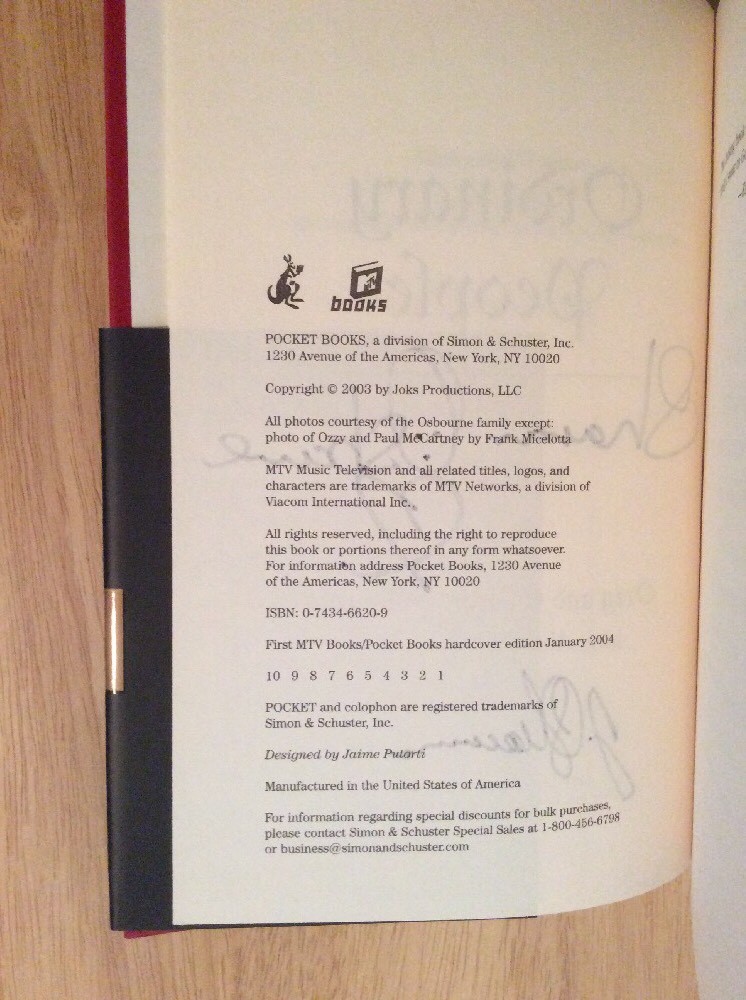 M
books
POCKET BOOKS, a division of Simon & Schuster, Inc.
1230 Avenue of the Americas, New York, NY 10020
Copyright © 2003 by Joks Productions, LLC
All photos courtesy of the Osbourne family except:
photo of Ozzy and Paul McCartney by Frank Micelotta
MTV Music Television and all related titles, logos, and
characters are trademarks of MTV Networks, a division of
Viacom International Inc.
All rights reserved, including the right to reproduce
this book or portions thereof in any form whatsoever.
For information address Pocket Books, 1230 Avenue
of the Americas, New York, NY 10020
ISBN: 0-7434-6620-9
First MTV Books/Pocket Books hardcover edition January 2004
10 9 8 7 6 5 4 3 2 1
POCKET and colophon are registered trademarks of
Simon & Schuster, Inc.
Designed by Jaime Putorti
Manufactured in the United States of America
For information regarding special discounts for bulk purchases,
please contact Simon & Schuster Special Sales at 1-800-456-6798
or business@simonandschuster.com
Ordinary
People